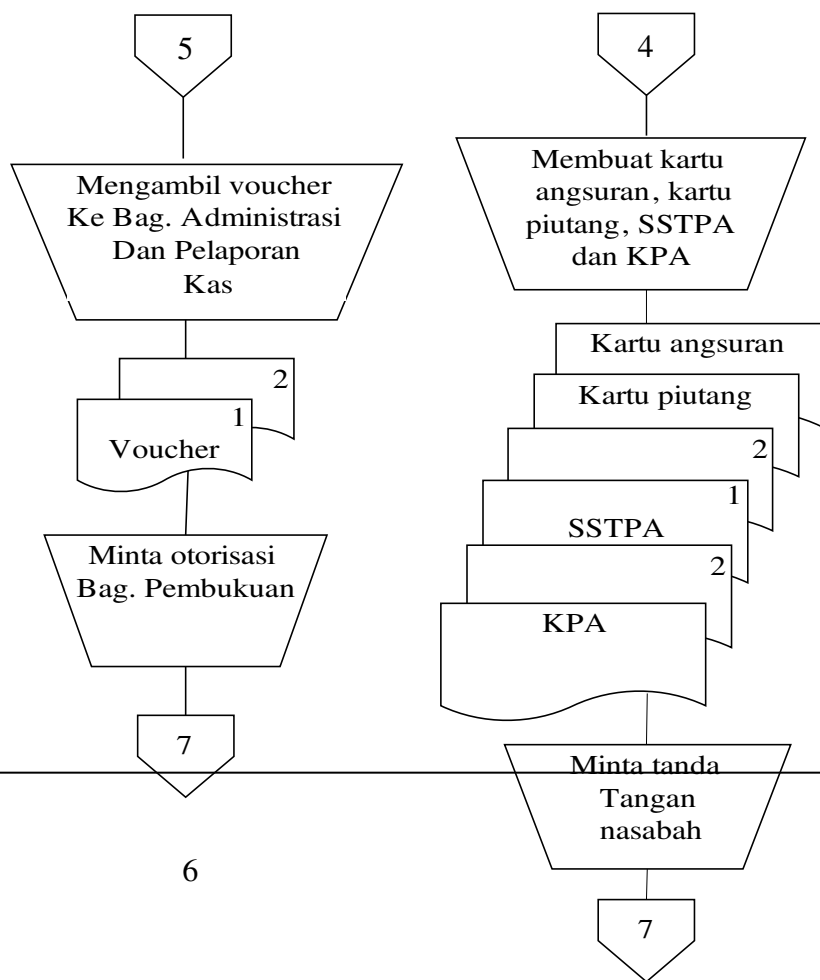 5
Mengambil voucher
Ke Bag. Administrasi
Dan Pelaporan
Kas
2
1
Voucher
Minta otorisasi
Bag. Pembukuan
7
6
4
Membuat kartu
angsuran, kartu
piutang, SSTPA
dan KPA
Kartu angsuran
Kartu piutang
2
1
SSTPA
2
KPA
Minta tanda
Tangan
nasabah
7